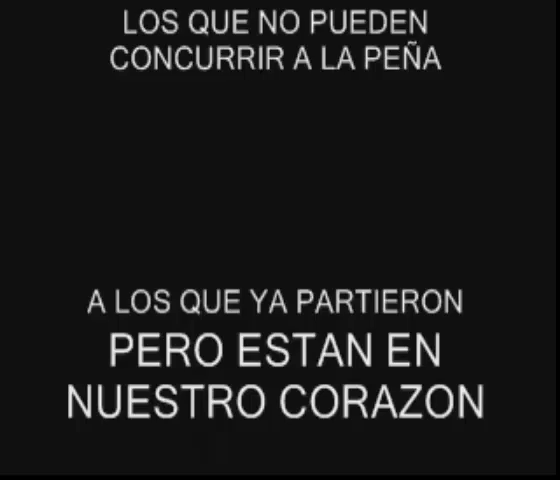 LOS QUE NO PUEDEN
CONCURRIR A LA PEÑA
A LOS QUE YA PARTIERON
PERO ESTAN EN
NUESTRO CORAZON